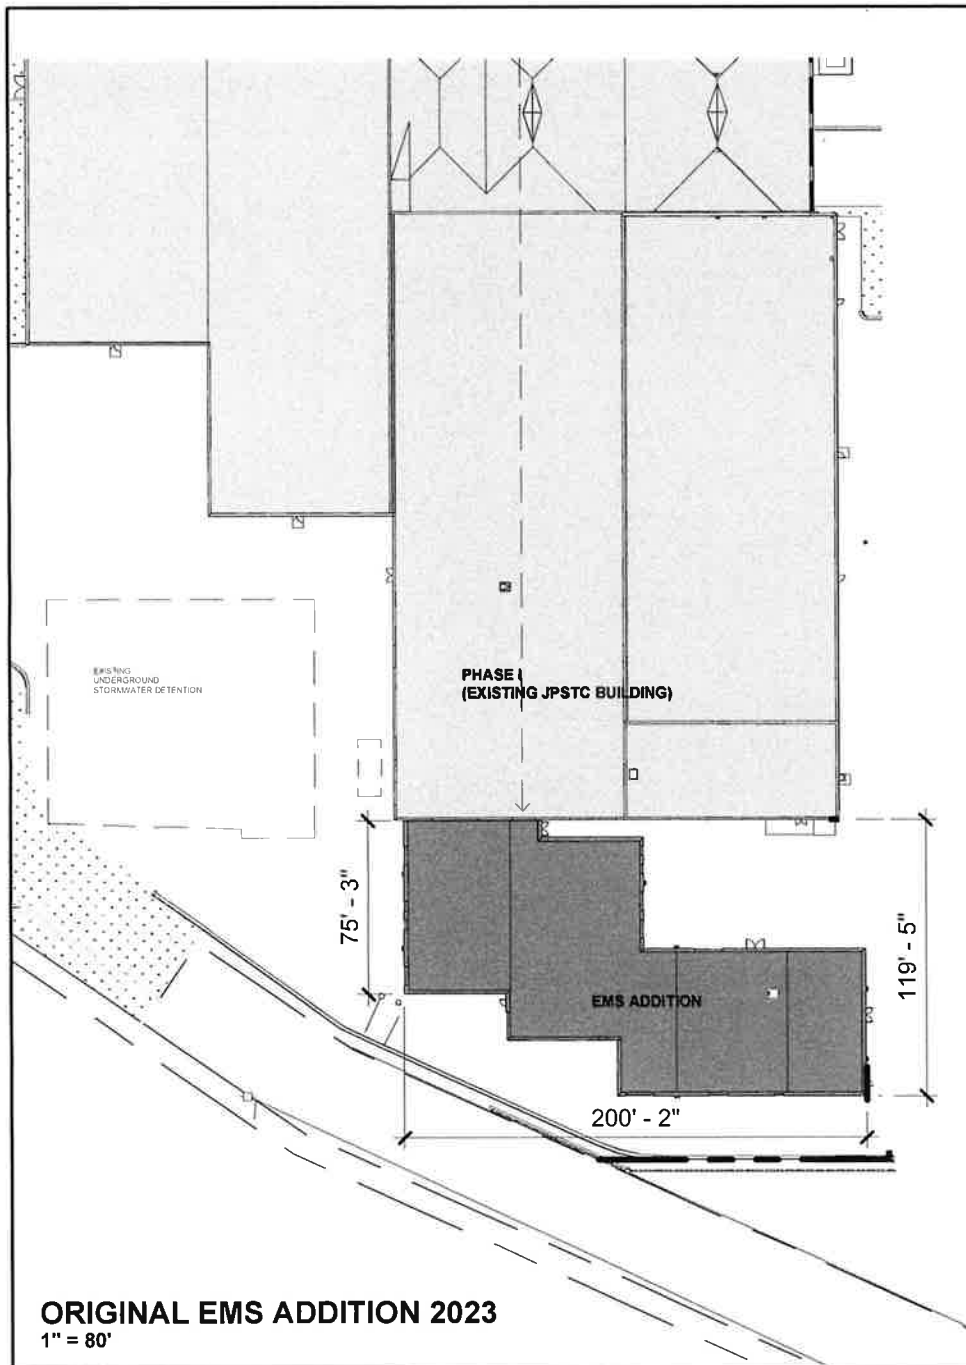 EXISTING
UNDERGROUND
STORMWATER DETENTION
PHASE I
(EXISTING JPSTC BUILDING)
75' - 3"
119' - 5"
EMS ADDITION
200' - 2"
ORIGINAL EMS ADDITION 2023
1" = 80'